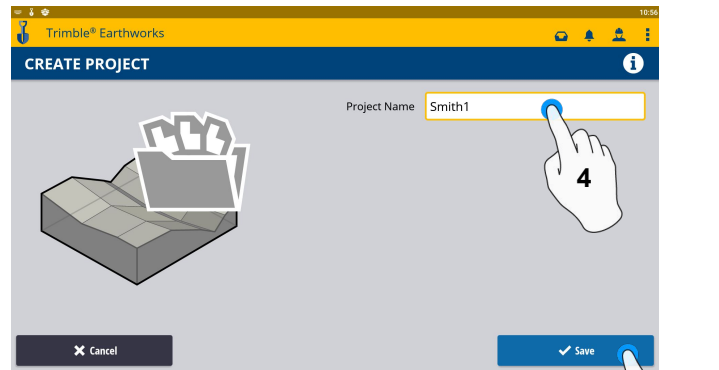 10:56
Trimble® Earthworks
CREATE PROJECT
Project Name
Smith1
4
Cancel
Save